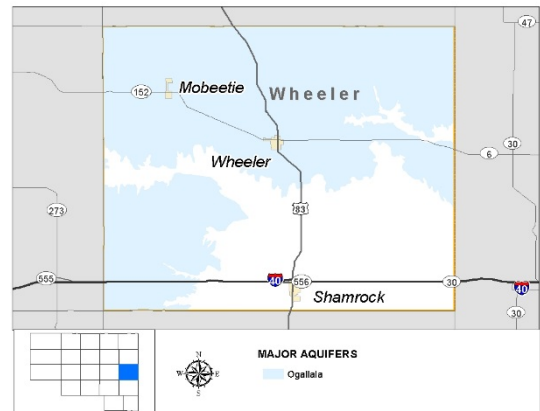 47
152
Mobeetie
Wheeler
30
Wheeler
6
273
83
555
40
556
30
40
Shamrock
30
N
W E
S
MAJOR AQUIFERS
Ogallala